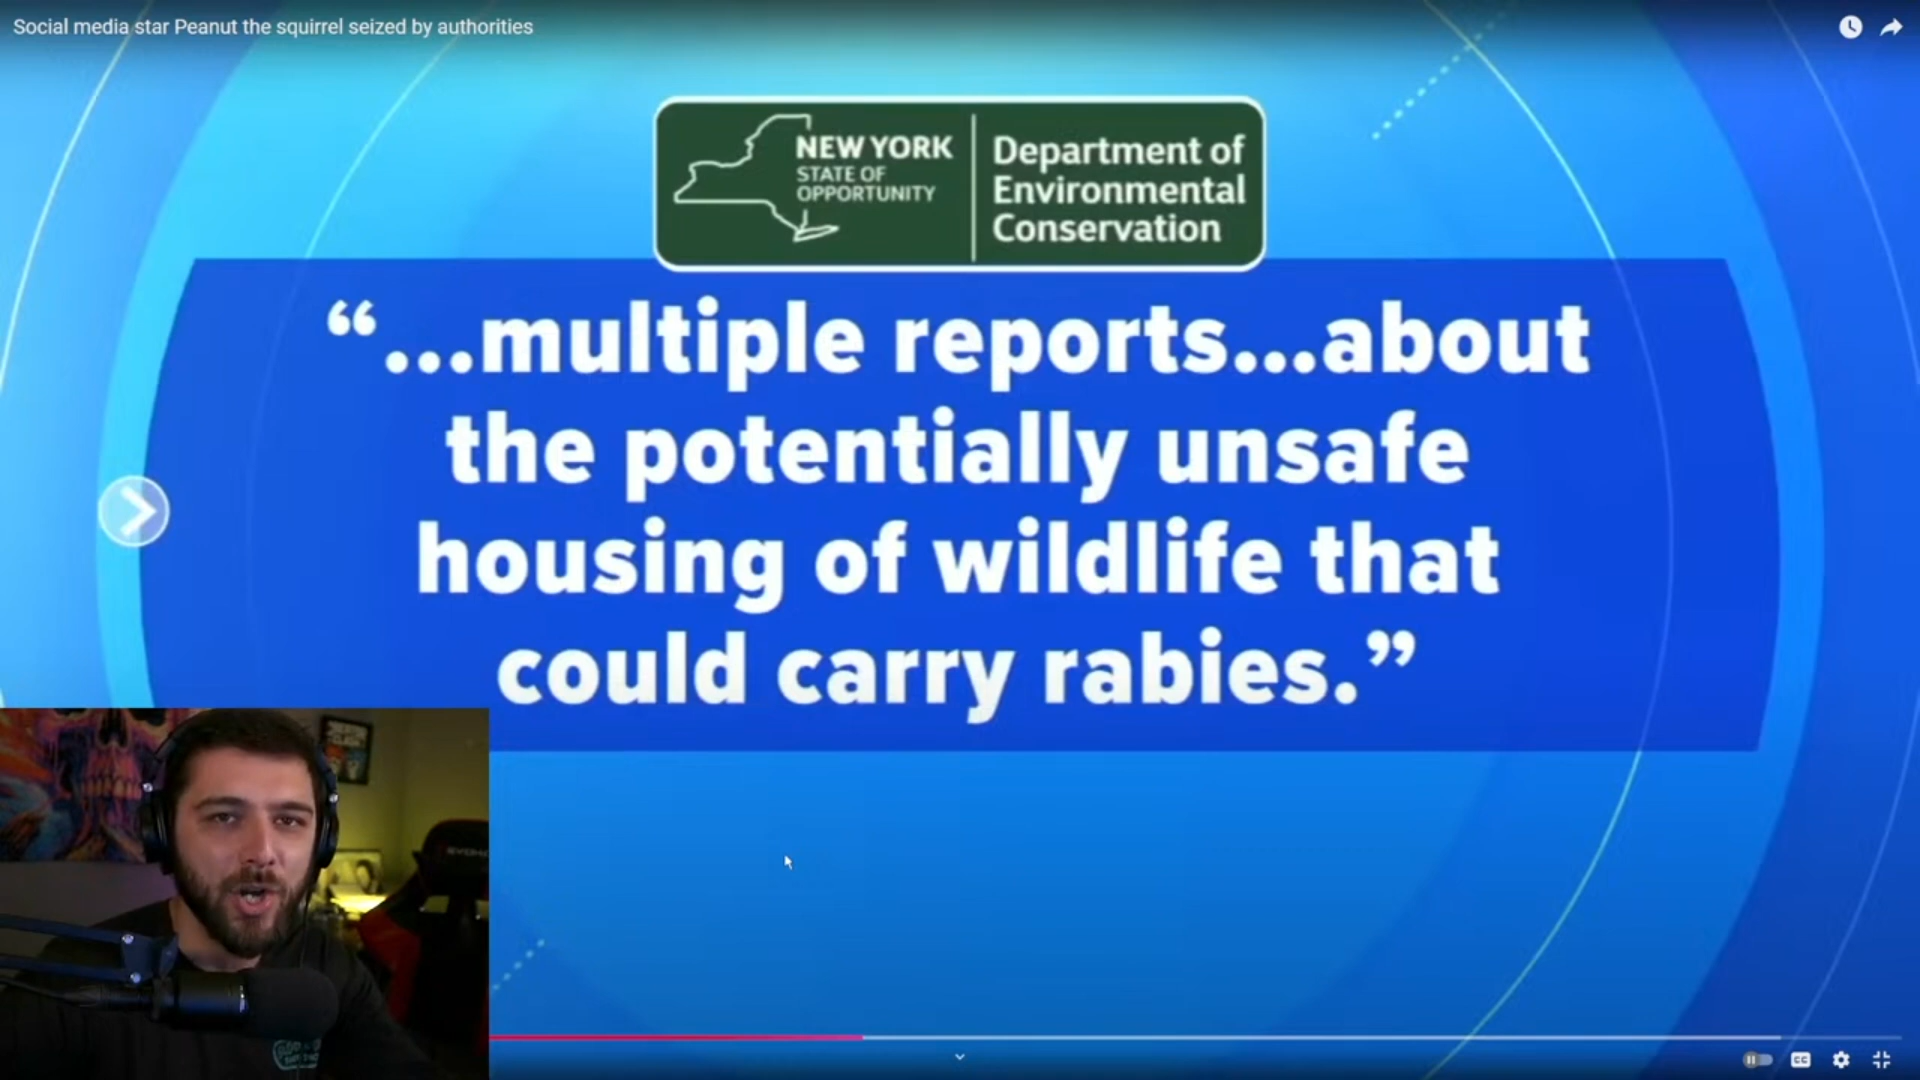 Social media star Peanut the squirrel seized by authorities
NEW YORK
STATE OF
OPPORTUNITY
Department of
Environmental
Conservation
“...multiple reports...about
the potentially unsafe
housing of wildlife that
could carry rabies.”
CC